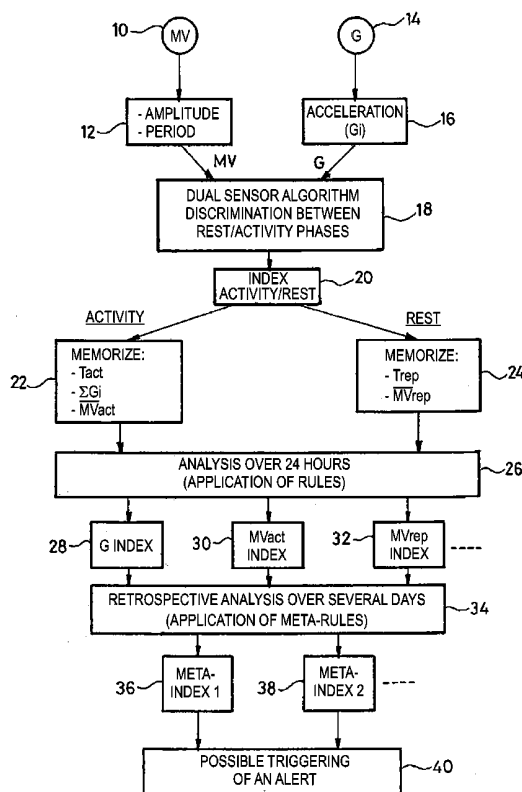 10
MV
14
G
12
- AMPLITUDE
- PERIOD
ACCELERATION
(Gi)
16
MV
G
DUAL SENSOR ALGORITHM
DISCRIMINATION BETWEEN
REST/ACTIVITY PHASES
18
INDEX
ACTIVITY/REST
20
ACTIVITY
REST
22
MEMORIZE:
- Tact
- ΣGi
- M̅V̅act
MEMORIZE:
- Trep
- M̅V̅rep
24
ANALYSIS OVER 24 HOURS
(APPLICATION OF RULES)
26
28
G INDEX
30
MVact
INDEX
32
MVrep
INDEX
34
RETROSPECTIVE ANALYSIS OVER SEVERAL DAYS
(APPLICATION OF META-RULES)
36
META-
INDEX 1
38
META-
INDEX 2
POSSIBLE TRIGGERING
OF AN ALERT
40